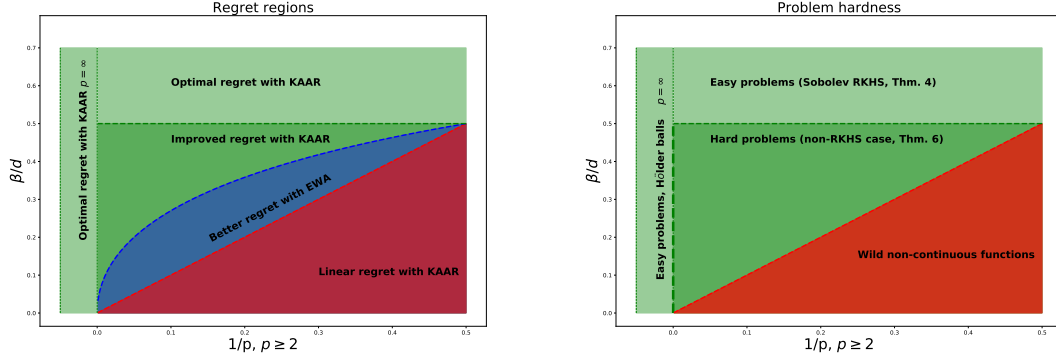 Regret regions
0.7
0.6
0.5
0.4
0.3
0.2
0.1
0.0
β/d
Optimal regret with KAAR p = ∞
Optimal regret with KAAR
Improved regret with KAAR
Better regret with EWA
Linear regret with KAAR
0.0 0.1 0.2 0.3 0.4 0.5
1/p, p ≥ 2
Problem hardness
0.7
0.6
0.5
0.4
0.3
0.2
0.1
0.0
β/d
Easy problems, Hölder balls p = ∞
Easy problems (Sobolev RKHS, Thm. 4)
Hard problems (non-RKHS case, Thm. 6)
Wild non-continuous functions
0.0 0.1 0.2 0.3 0.4 0.5
1/p, p ≥ 2